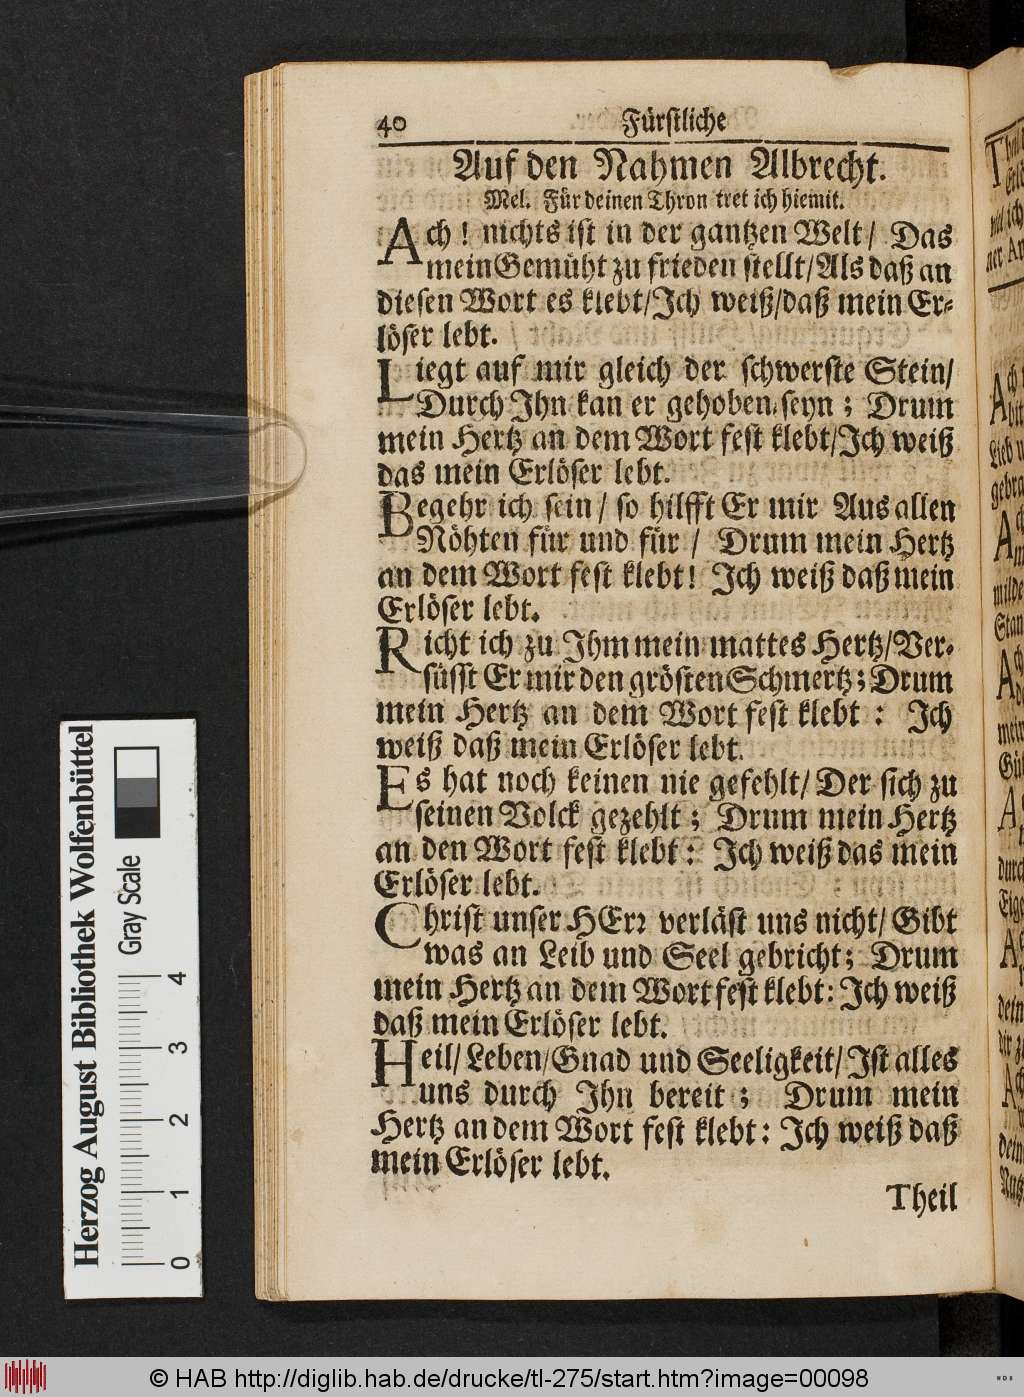 40 Fürstliche
Auf den Nahmen Albrecht.
Mel. Für deinen Thron tret ich hiemit.
Ach! nichts ist in der gantzen Welt/ Das
mein Gemüht zu frieden stellt/ Als daß an
diesen Wort es klebt/ Ich weiß/ daß mein Er-
löser lebt.
Liegt auf mir gleich der schwerste Stein/
Durch Ihn kan er gehoben seyn; Drum
mein Hertz an dem Wort fest klebt/ Ich weiß
das mein Erlöser lebt.
Begehr ich sein/ so hilfft Er mir Aus allen
Nöhten für und für/ Drum mein Hertz
an dem Wort fest klebt! Ich weiß daß mein
Erlöser lebt.
Richt ich zu Ihm mein mattes Hertz/ Ver-
süsst Er mir den grösten Schmertz; Drum
mein Hertz an dem Wort fest klebt: Ich
weiß daß mein Erlöser lebt.
Es hat noch keinen nie gefehlt/ Der sich zu
seinen Volck gezehlt; Drum mein Hertz
an den Wort fest klebt: Ich weiß das mein
Erlöser lebt.
Christ unser HErr verläst uns nicht/ Gibt
was an Leib und Seel gebricht; Drum
mein Hertz an dem Wort fest klebt: Ich weiß
daß mein Erlöser lebt.
Heil/ Leben/ Gnad und Seeligkeit/ Ist alles
uns durch Ihn bereit; Drum mein
Hertz an dem Wort fest klebt: Ich weiß daß
mein Erlöser lebt.
Theil
Herzog August Bibliothek Wolfenbüttel
Gray Scale
0 1 2 3 4
© HAB http://diglib.hab.de/drucke/tl-275/start.htm?image=00098